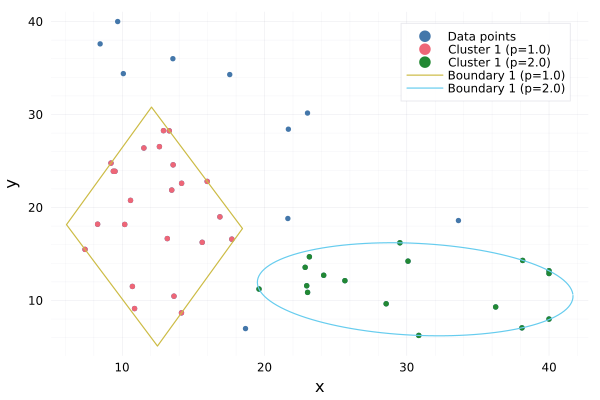 40
30
20
10
y
10
20
30
40
x
Data points
Cluster 1 (p=1.0)
Cluster 1 (p=2.0)
Boundary 1 (p=1.0)
Boundary 1 (p=2.0)